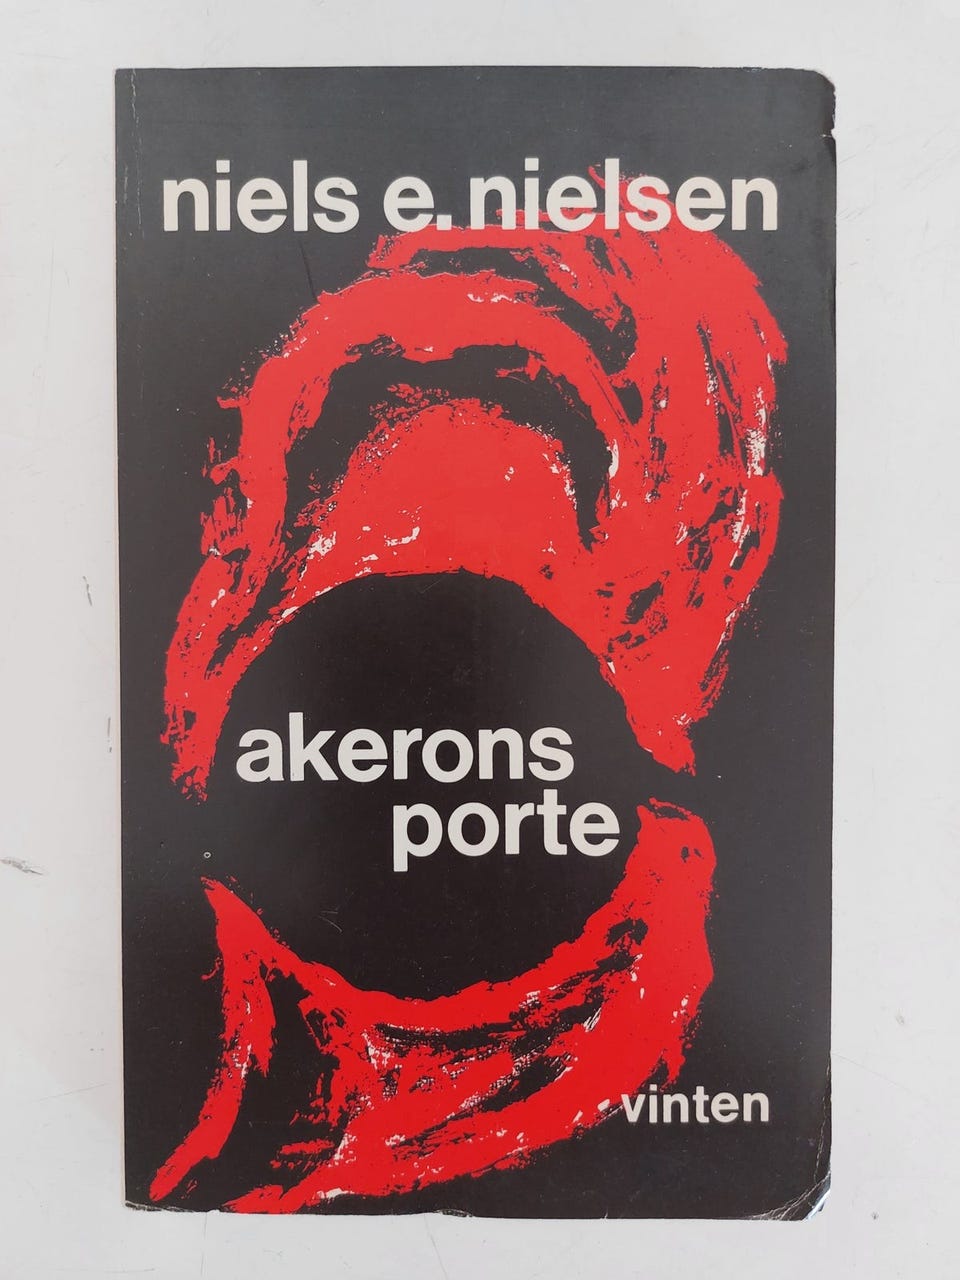 niels e. nielsen
akerons
porte
vinten